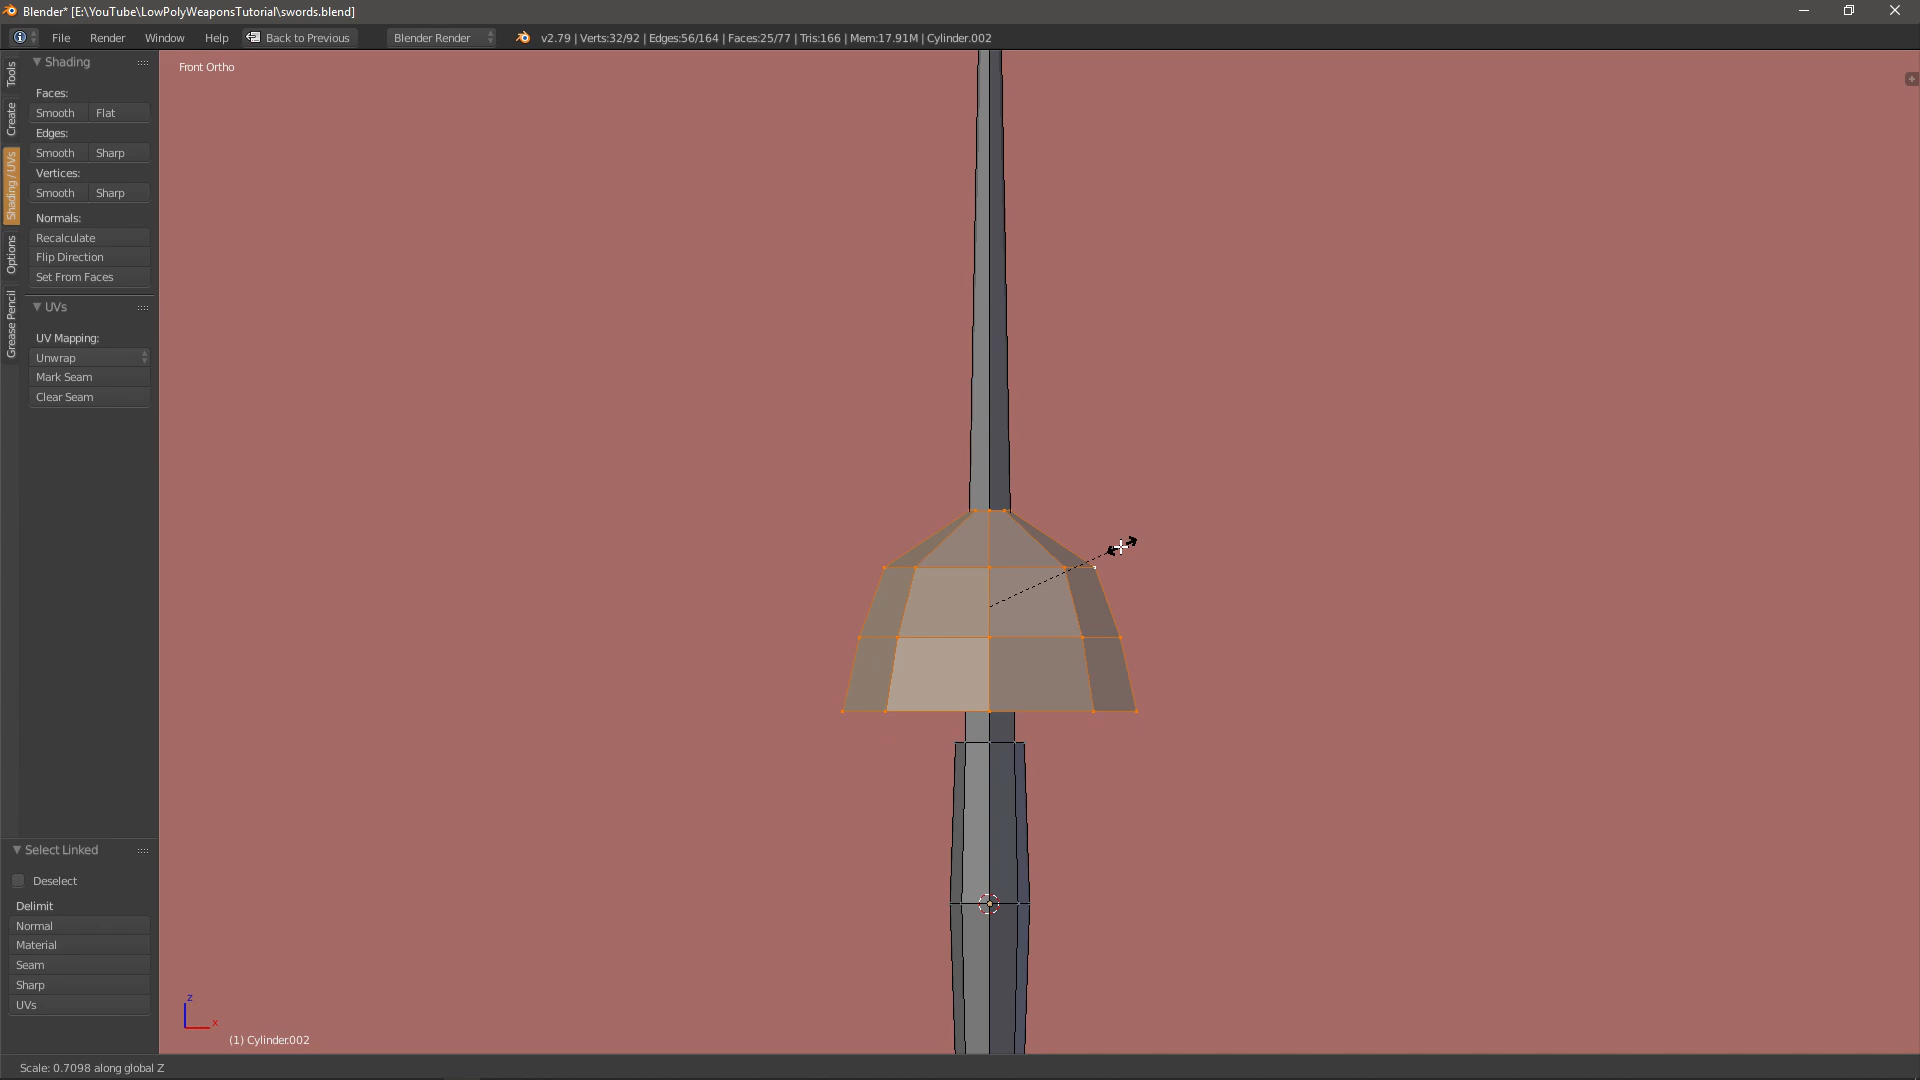 Blender* [E:\YouTube\LowPolyWeaponsTutorial\swords.blend]
File Render Window Help Back to Previous Blender Render v2.79 | Verts:32/92 | Edges:56/164 | Faces:25/77 | Tris:166 | Mem:17.91M | Cylinder.002
Tools
Create
Shading / UVs
Options
Grease Pencil
Shading
Faces:
Smooth Flat
Edges:
Smooth Sharp
Vertices:
Smooth Sharp
Normals:
Recalculate
Flip Direction
Set From Faces
UVs
UV Mapping:
Unwrap
Mark Seam
Clear Seam
Select Linked
Deselect
Delimit
Normal
Material
Seam
Sharp
UVs
Front Ortho
z
x
(1) Cylinder.002
Scale: 0.7098 along global Z